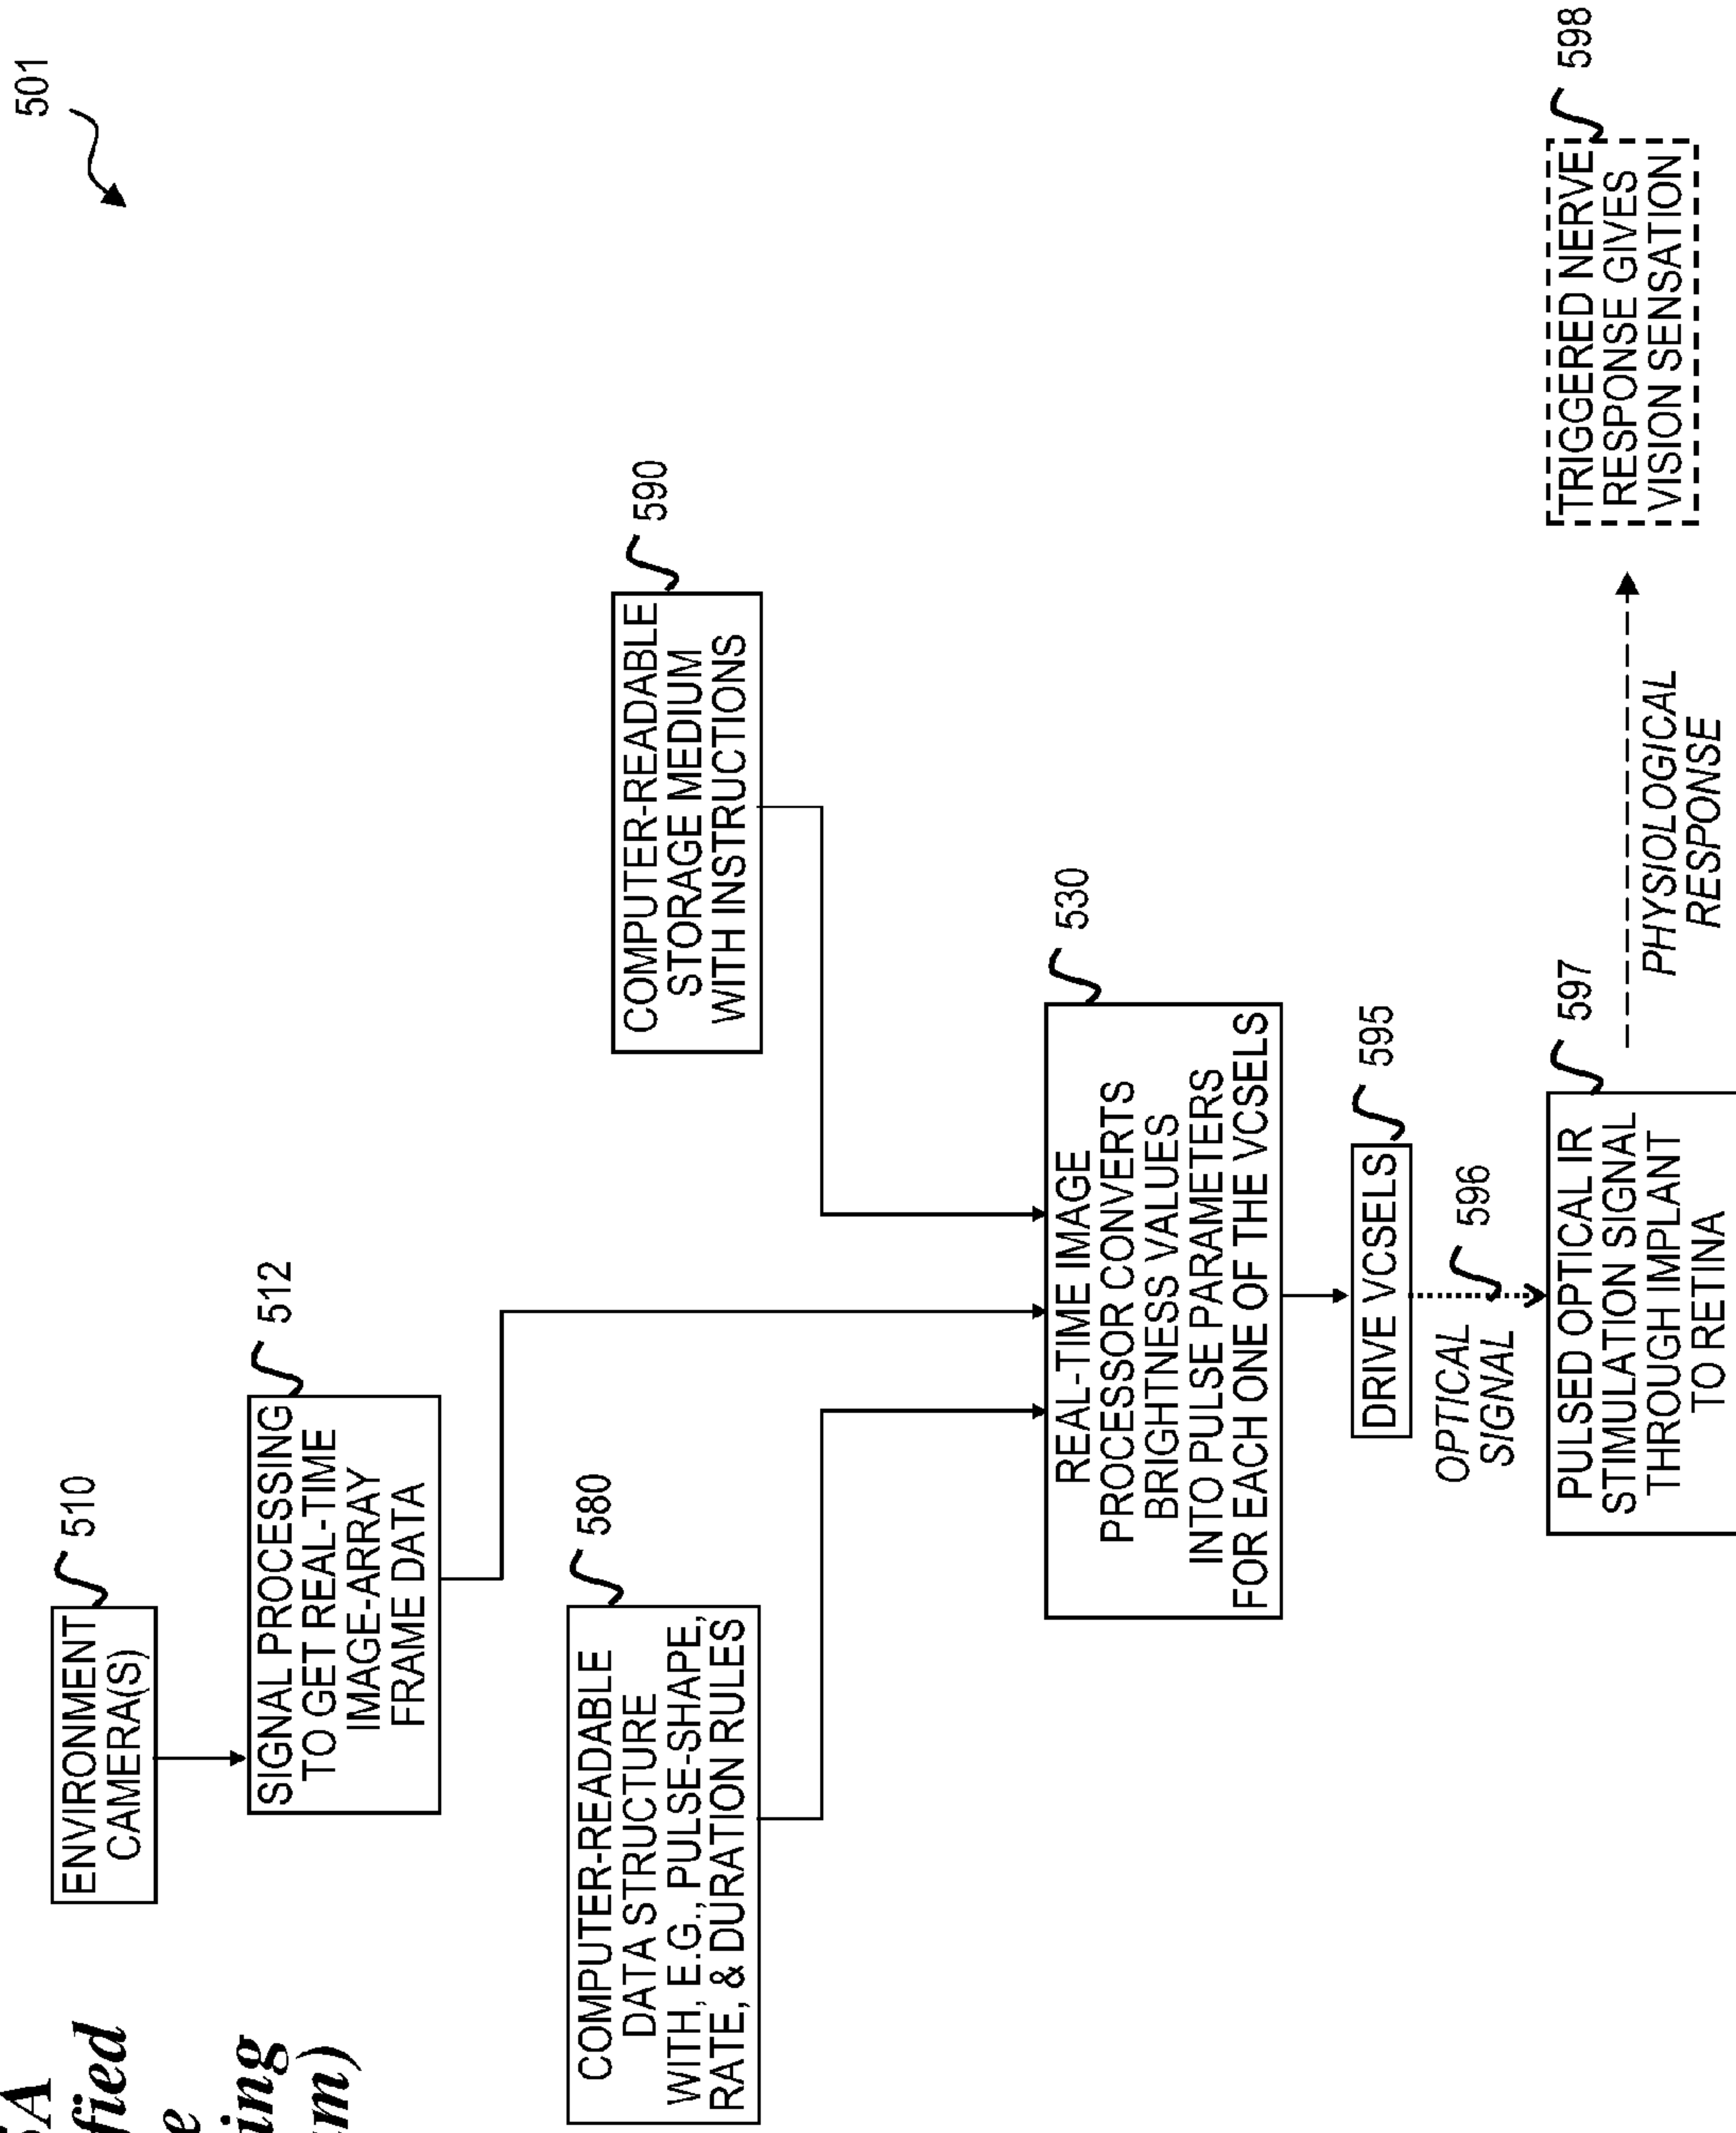 501
ENVIRONMENT
CAMERA(S)
510
SIGNAL PROCESSING
TO GET REAL-TIME
IMAGE-ARRAY
FRAME DATA
512
COMPUTER-READABLE
DATA STRUCTURE
WITH, E.G., PULSE-SHAPE,
RATE, & DURATION RULES
580
COMPUTER-READABLE
STORAGE MEDIUM
WITH INSTRUCTIONS
590
REAL-TIME IMAGE
PROCESSOR CONVERTS
BRIGHTNESS VALUES
INTO PULSE PARAMETERS
FOR EACH ONE OF THE VCSELS
530
DRIVE VCSELS
595
OPTICAL
SIGNAL
596
PULSED OPTICAL IR
STIMULATION SIGNAL
THROUGH IMPLANT
TO RETINA
597
PHYSIOLOGICAL
RESPONSE
TRIGGERED NERVE
RESPONSE GIVES
VISION SENSATION
598